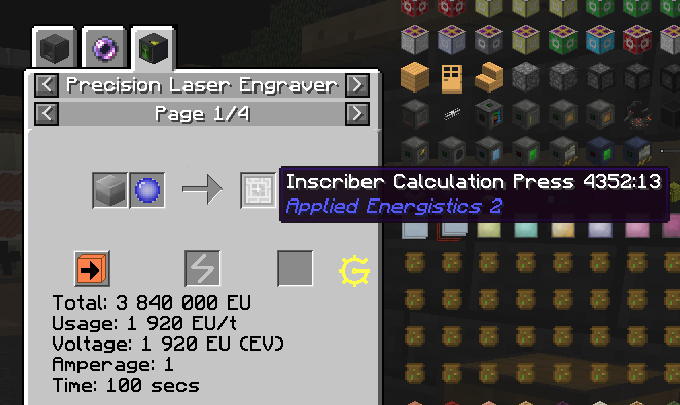 Precision Laser Engraver
Page 1/4
Inscriber Calculation Press 4352:13
Applied Energistics 2
Total: 3 840 000 EU
Usage: 1 920 EU/t
Voltage: 1 920 EU (EV)
Amperage: 1
Time: 100 secs